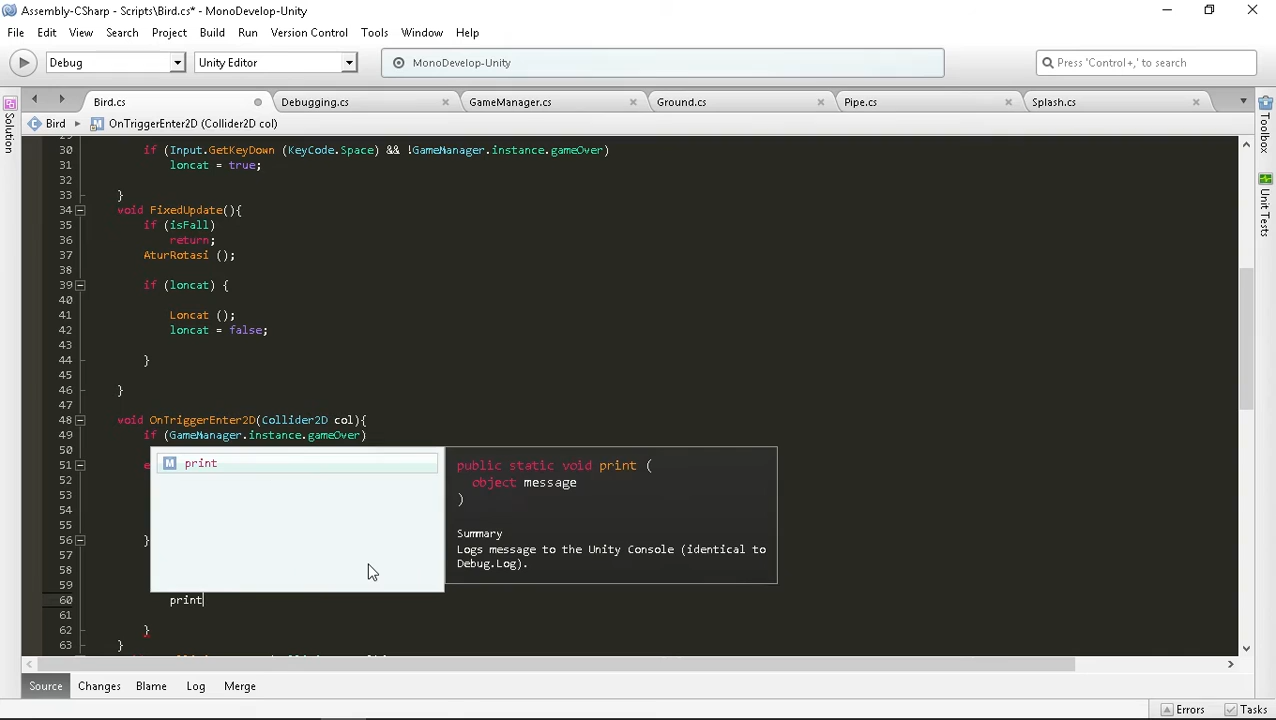 Assembly-CSharp - Scripts\Bird.cs* - MonoDevelop-Unity
File Edit View Search Project Build Run Version Control Tools Window Help
Debug Unity Editor MonoDevelop-Unity Press 'Control+,' to search
Bird.cs Debugging.cs GameManager.cs Ground.cs Pipe.cs Splash.cs
Bird OnTriggerEnter2D (Collider2D col)
Solution
Toolbox
Unit Tests
30 if (Input.GetKeyDown (KeyCode.Space) && !GameManager.instance.gameOver)
31 loncat = true;
32
33 }
34 void FixedUpdate(){
35 if (isFall)
36 return;
37 AturRotasi ();
38
39 if (loncat) {
40
41 Loncat ();
42 loncat = false;
43
44 }
45
46 }
47
48 void OnTriggerEnter2D(Collider2D col){
49 if (GameManager.instance.gameOver)
50
51 e
52
53
54
55
56 }
57
58
59
60 print
61
62 }
63 }
print
public static void print (
object message
)
Summary
Logs message to the Unity Console (identical to
Debug.Log).
Source Changes Blame Log Merge
Errors Tasks